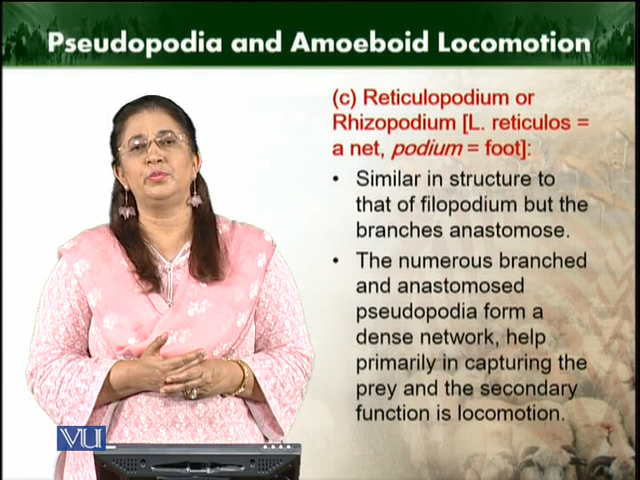 Pseudopodia and Amoeboid Locomotion
(c) Reticulopodium or
Rhizopodium [L. reticulos =
a net, podium = foot]:
• Similar in structure to
that of filopodium but the
branches anastomose.
• The numerous branched
and anastomosed
pseudopodia form a
dense network, help
primarily in capturing the
prey and the secondary
function is locomotion.
VU